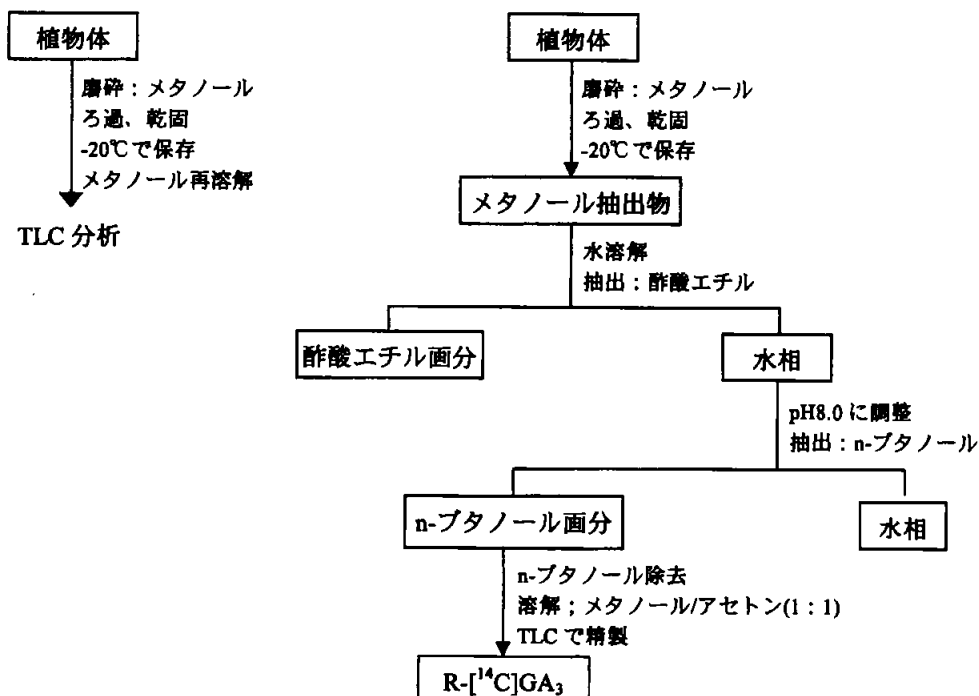 植物体
磨砕：メタノール
ろ過、乾固
-20℃で保存
メタノール再溶解
TLC 分析
植物体
磨砕：メタノール
ろ過、乾固
-20℃で保存
メタノール抽出物
水溶解
抽出：酢酸エチル
酢酸エチル画分
水相
pH8.0 に調整
抽出：n-ブタノール
n-ブタノール画分
水相
n-ブタノール除去
溶解；メタノール/アセトン(1：1)
TLC で精製
R-[¹⁴C]GA₃